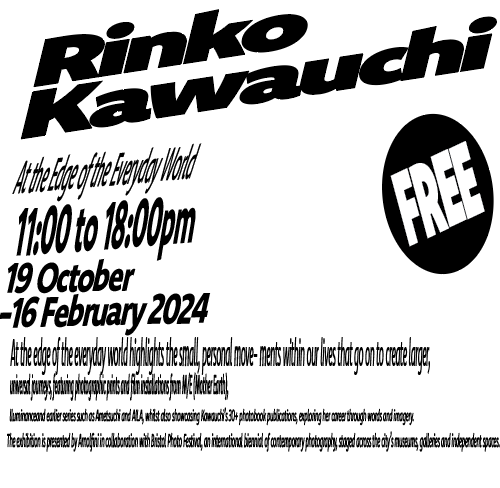 Rinko
Kawauchi
At the Edge of the Everyday World
11:00 to 18:00pm
FREE
19 October
–16 February 2024
At the edge of the everyday world highlights the small, personal move- ments within our lives that go on to create larger,
universal journeys, featuring photographic prints and film installations from M/E (Mother Earth),
Illuminanceand earlier series such as Ametsuchi and AILA, whilst also showcasing Kawauchi's 30+ photobook publications, exploring her career through words and imagery.
The exhibition is presented by Arnolfini in collaboration with Bristol Photo Festival, an international biennial of contemporary photography, staged across the city's museums, galleries and independent spaces.